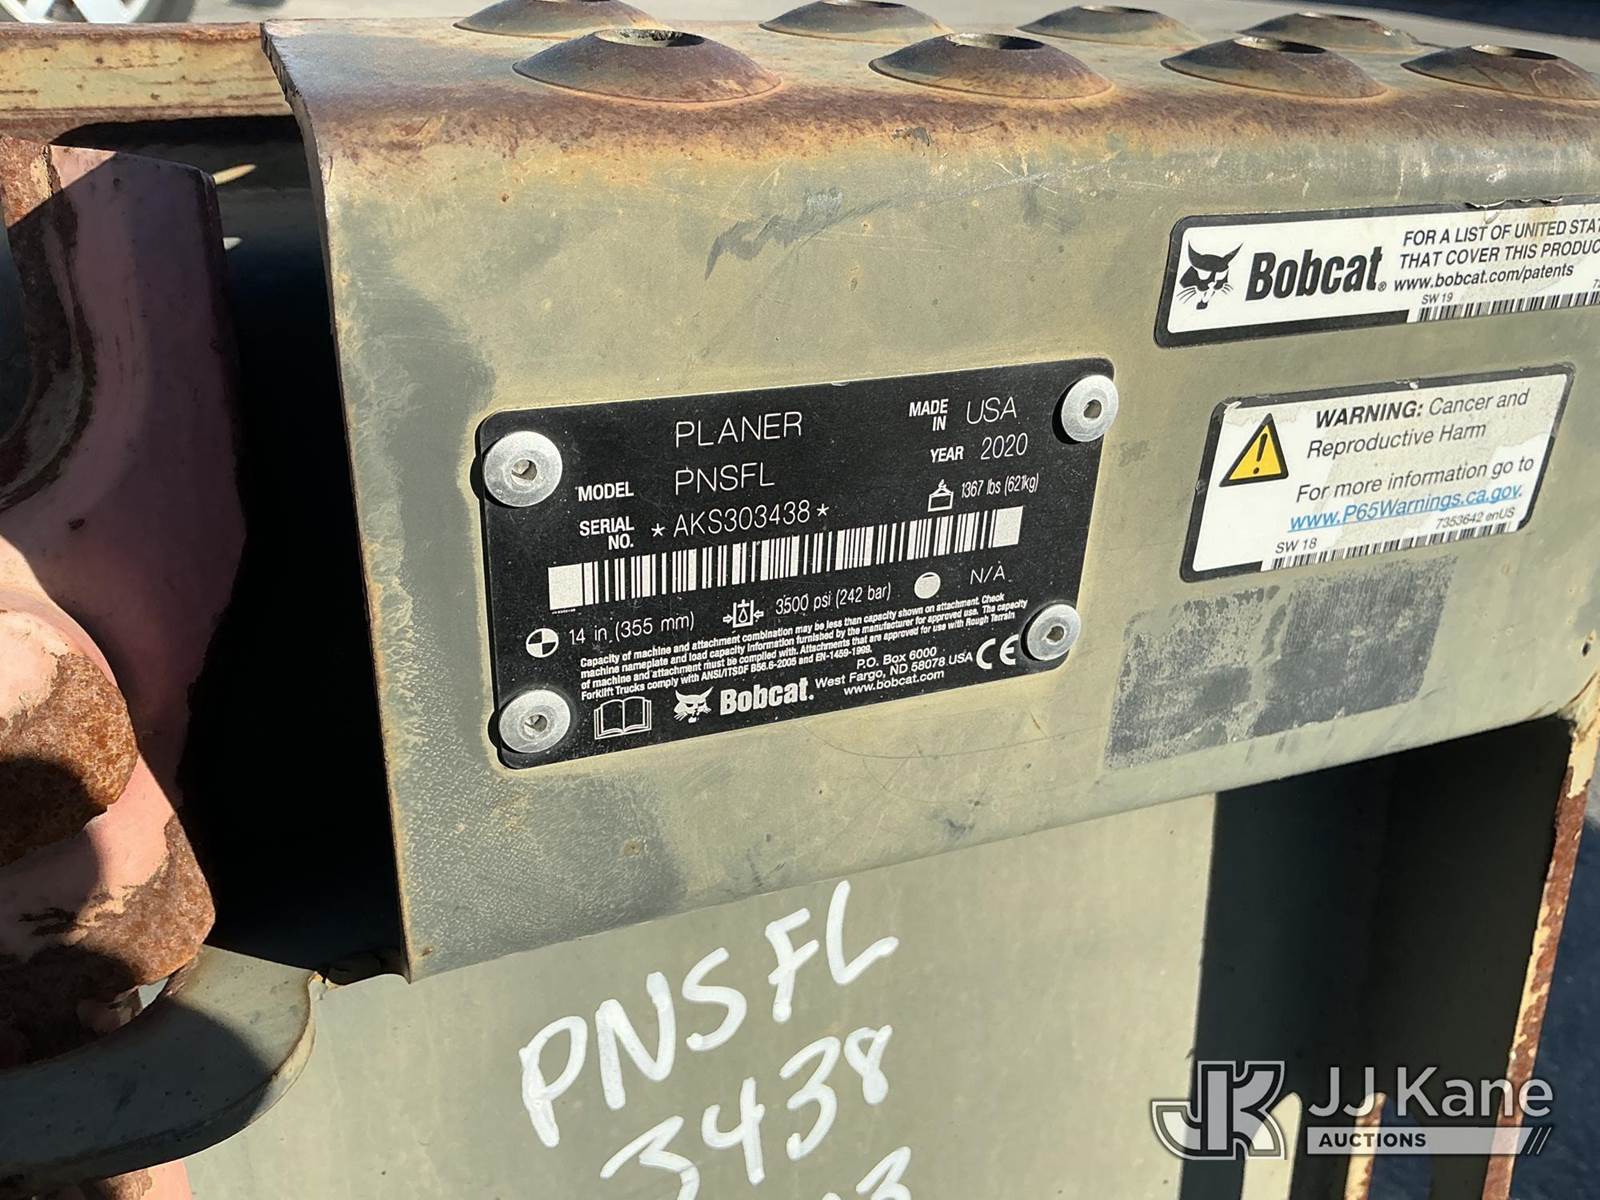 PLANER
MADE IN USA
YEAR 2020
MODEL PNSFL
1367 lbs (621kg)
SERIAL NO. *AKS303438*
14 in. (355 mm)
3500 psi (242 bar)
N/A
Capacity of machine and attachment combination may be less than capacity shown on attachment. Check
machine nameplate and load capacity information furnished by the manufacturer for approved use. The capacity
of machine and attachment must be complied with. Attachments that are approved for use with Rough Terrain
Forklift Trucks comply with ANSI/ITSDF B56.6-2005 and EN-1459-1999.
Bobcat.
P.O. Box 6000
West Fargo, ND 58078 USA
www.bobcat.com
CE
Bobcat®
FOR A LIST OF UNITED STAT
THAT COVER THIS PRODUC
www.bobcat.com/patents
SW 19
WARNING: Cancer and
Reproductive Harm
For more information go to
www.P65Warnings.ca.gov.
7353642 enUS
SW 18
PNSFL
3438
JJ Kane
AUCTIONS